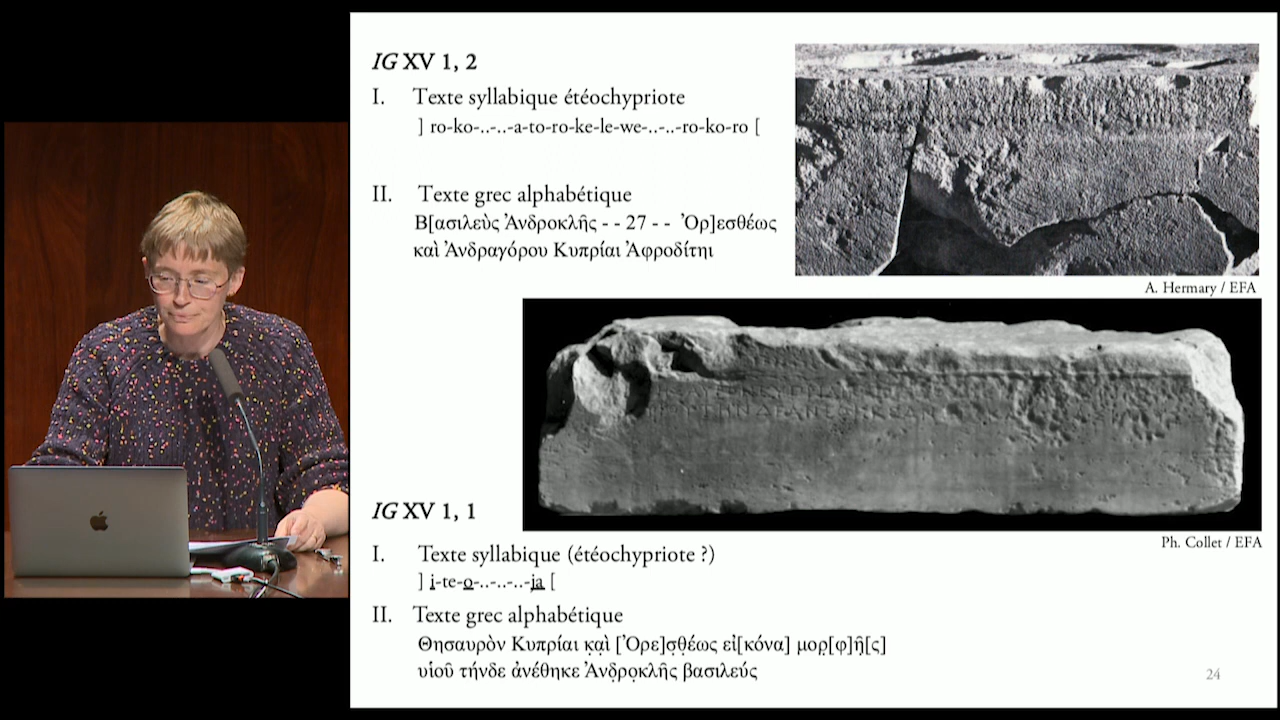 IG XV 1, 2
I. Texte syllabique étéochypriote
] ro-ko-..-..-a-to-ro-ke-le-we-..-..-ro-ko-ro [
II. Texte grec alphabétique
Β[ασιλεὺς Ἀνδροκλῆς - - 27 - - Ὀρ]εσθέως
καὶ Ἀνδραγόρου Κυπρίαι Ἀφροδίτηι
A. Hermary / EFA
Ph. Collet / EFA
IG XV 1, 1
I. Texte syllabique (étéochypriote ?)
] i-te-o-..-..-..-ja [
II. Texte grec alphabétique
Θησαυρὸν Κυπρίαι κ̣α̣ὶ [Ὀρε]σ̣θ̣έως εἰ[κόνα] μορ̣[φ]ῆ̣[ς]
υἱοῦ τήνδε ἀνέθηκε Ἀνδ̣ρ̣ο̣κλῆς βασιλεύς
24